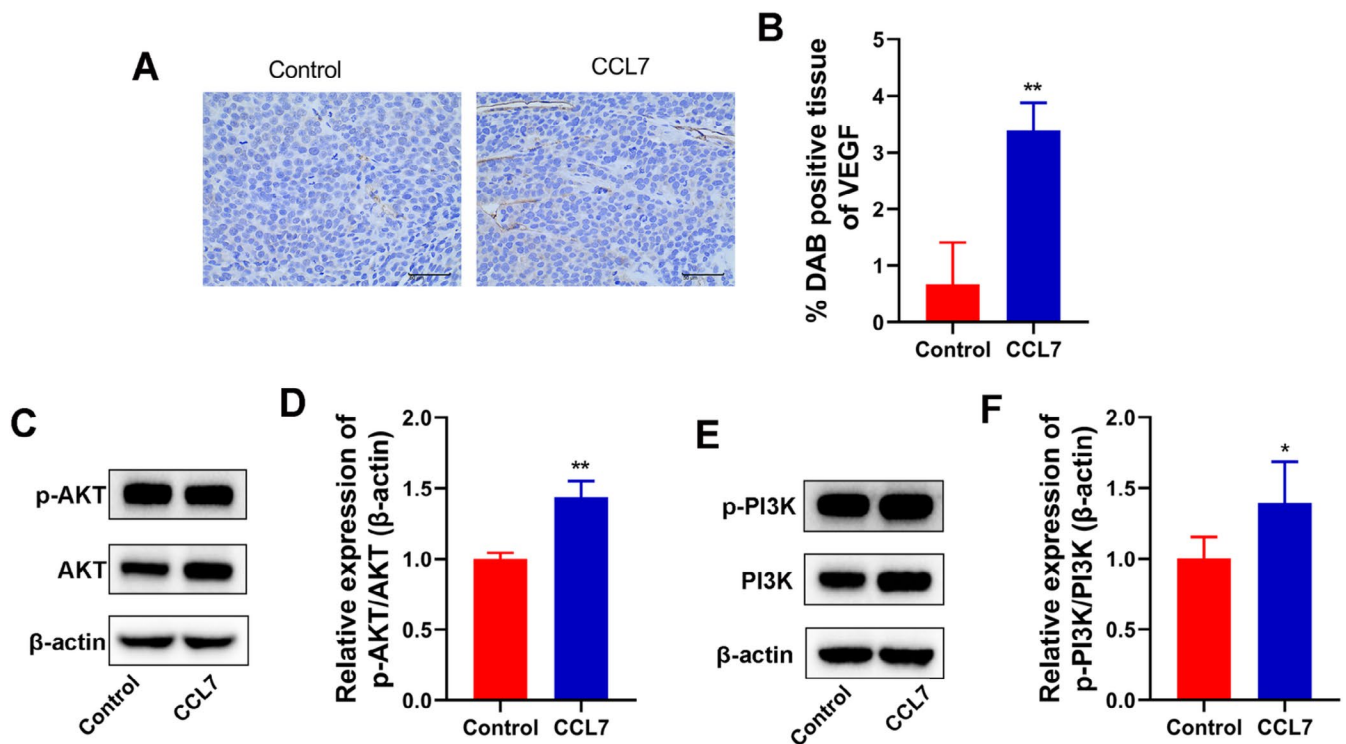 A
Control
CCL7
B
% DAB positive tissue
of VEGF
5
4
3
2
1
0
**
Control
CCL7
C
p-AKT
AKT
β-actin
Control
CCL7
D
Relative expression of
p-AKT/AKT (β-actin)
2.0
1.5
1.0
0.5
0.0
**
Control
CCL7
E
p-PI3K
PI3K
β-actin
Control
CCL7
F
Relative expression of
p-PI3K/PI3K (β-actin)
2.0
1.5
1.0
0.5
0.0
*
Control
CCL7